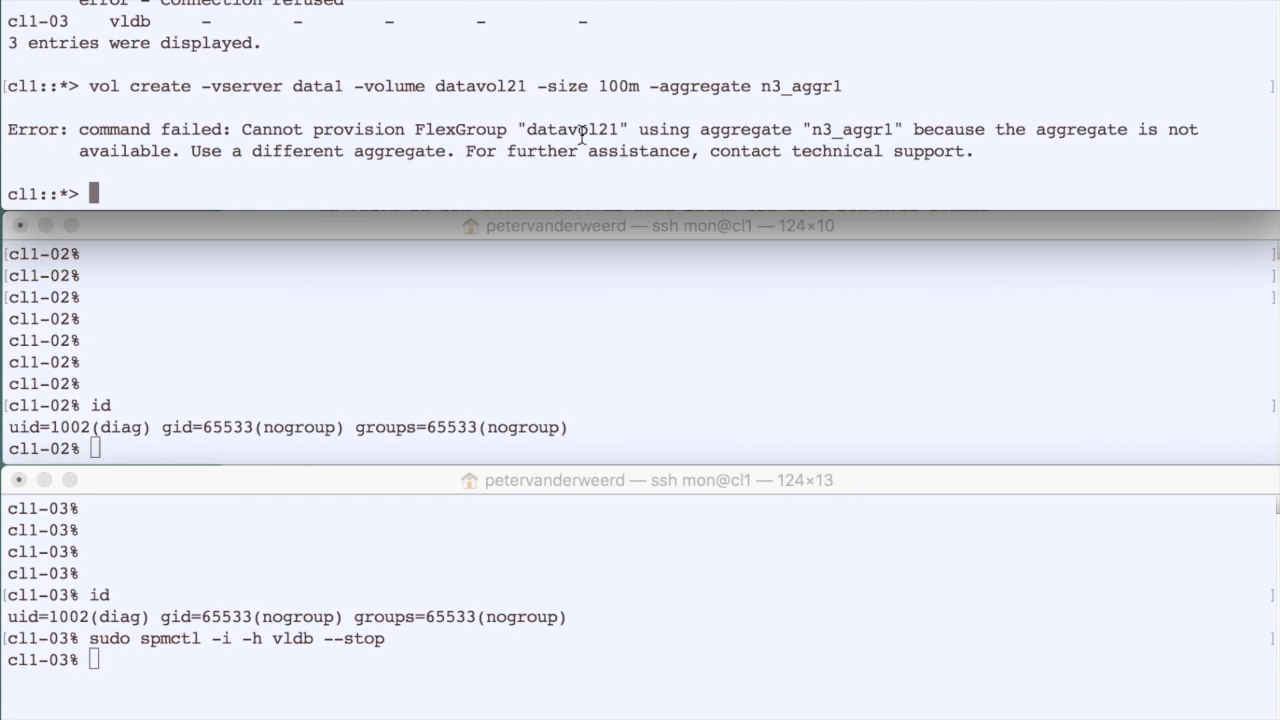 error - Connection refused
cl1-03 vldb - - - - -
3 entries were displayed.
[cl1::*> vol create -vserver data1 -volume datavol21 -size 100m -aggregate n3_aggr1 ]
Error: command failed: Cannot provision FlexGroup "datavol21" using aggregate "n3_aggr1" because the aggregate is not
available. Use a different aggregate. For further assistance, contact technical support.
cl1::*>
petervanderweerd — ssh mon@cl1 — 124×10
[cl1-02% ]
[cl1-02% ]
[cl1-02% ]
cl1-02%
cl1-02%
cl1-02%
cl1-02%
[cl1-02% id ]
uid=1002(diag) gid=65533(nogroup) groups=65533(nogroup)
cl1-02%
petervanderweerd — ssh mon@cl1 — 124×13
cl1-03%
cl1-03%
cl1-03%
cl1-03%
[cl1-03% id ]
uid=1002(diag) gid=65533(nogroup) groups=65533(nogroup)
[cl1-03% sudo spmctl -i -h vldb --stop ]
cl1-03%